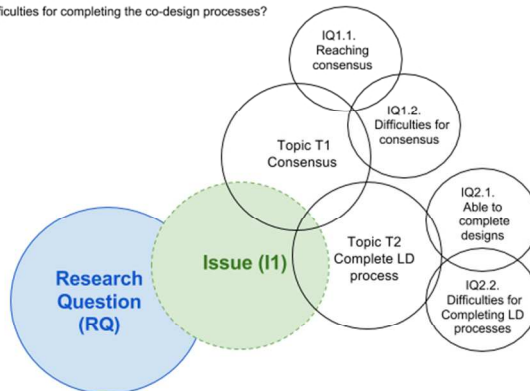 for completing the co-design processes?
IQ1.1.
Reaching
consensus
IQ1.2.
Difficulties for
consensus
Topic T1
Consensus
IQ2.1.
Able to
complete
designs
Topic T2
Complete LD
process
Issue (I1)
Research
Question
(RQ)
IQ2.2.
Difficulties for
Completing LD
processes